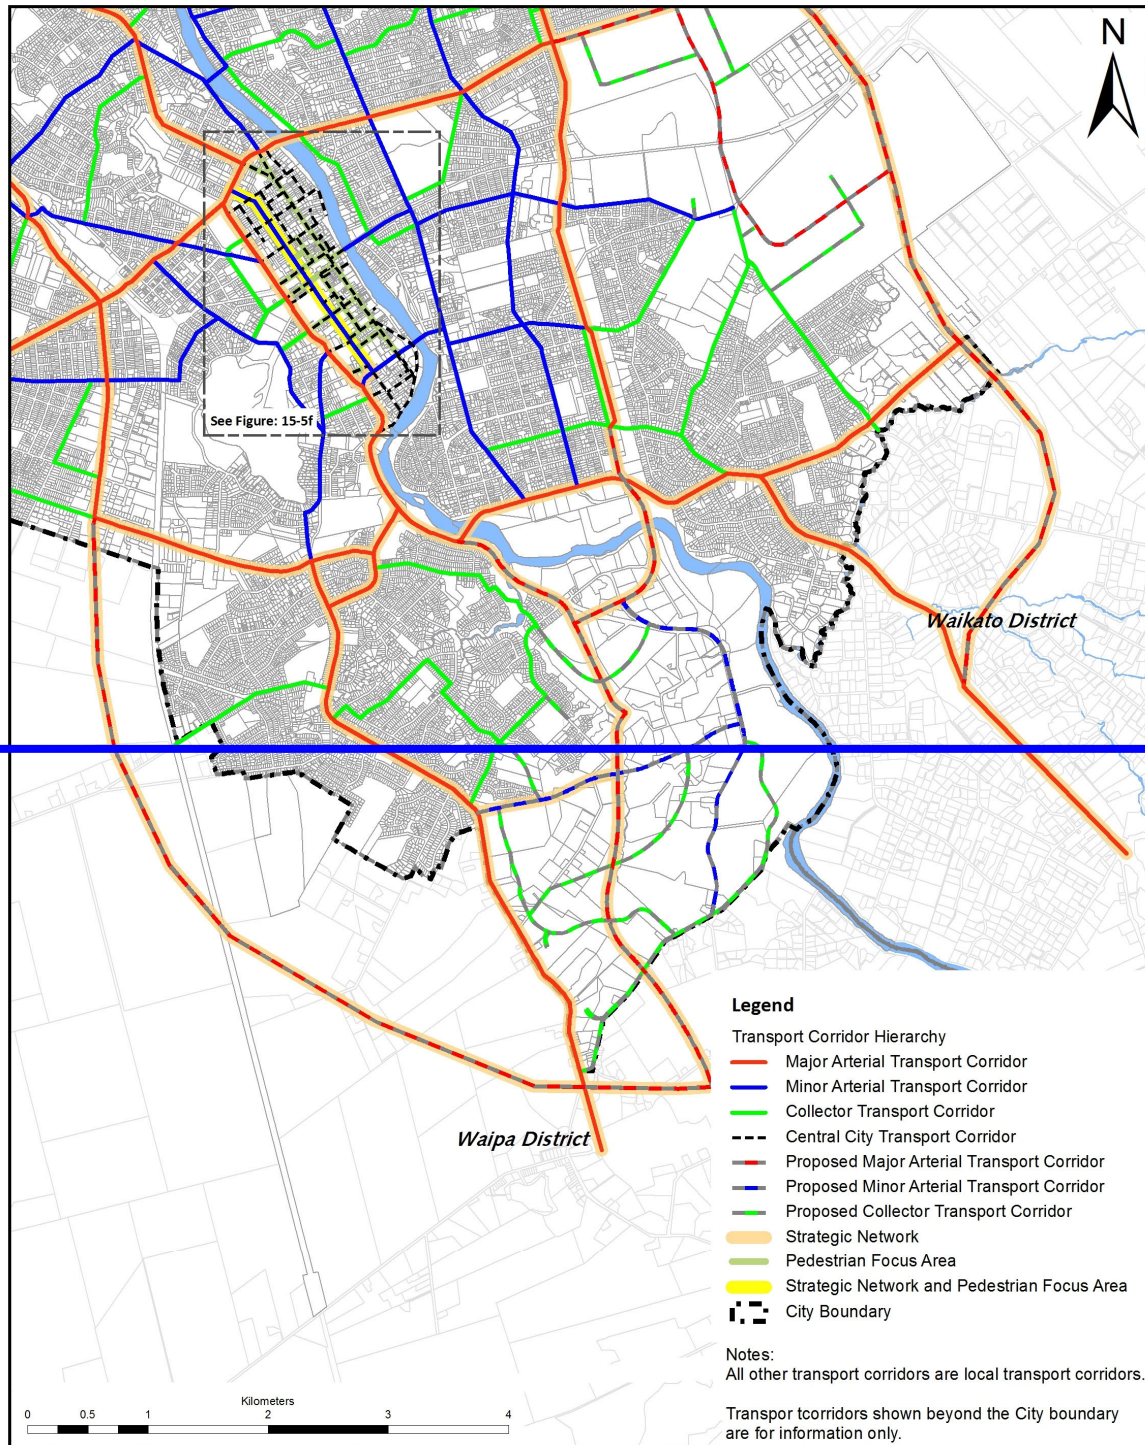 N
See Figure: 15-5f
Waikato District
Waipa District
Legend
Transport Corridor Hierarchy
Major Arterial Transport Corridor
Minor Arterial Transport Corridor
Collector Transport Corridor
Central City Transport Corridor
Proposed Major Arterial Transport Corridor
Proposed Minor Arterial Transport Corridor
Proposed Collector Transport Corridor
Strategic Network
Pedestrian Focus Area
Strategic Network and Pedestrian Focus Area
City Boundary
Notes:
All other transport corridors are local transport corridors.
Transpor tcorridors shown beyond the City boundary
are for information only.
Kilometers
0 0.5 1 2 3 4